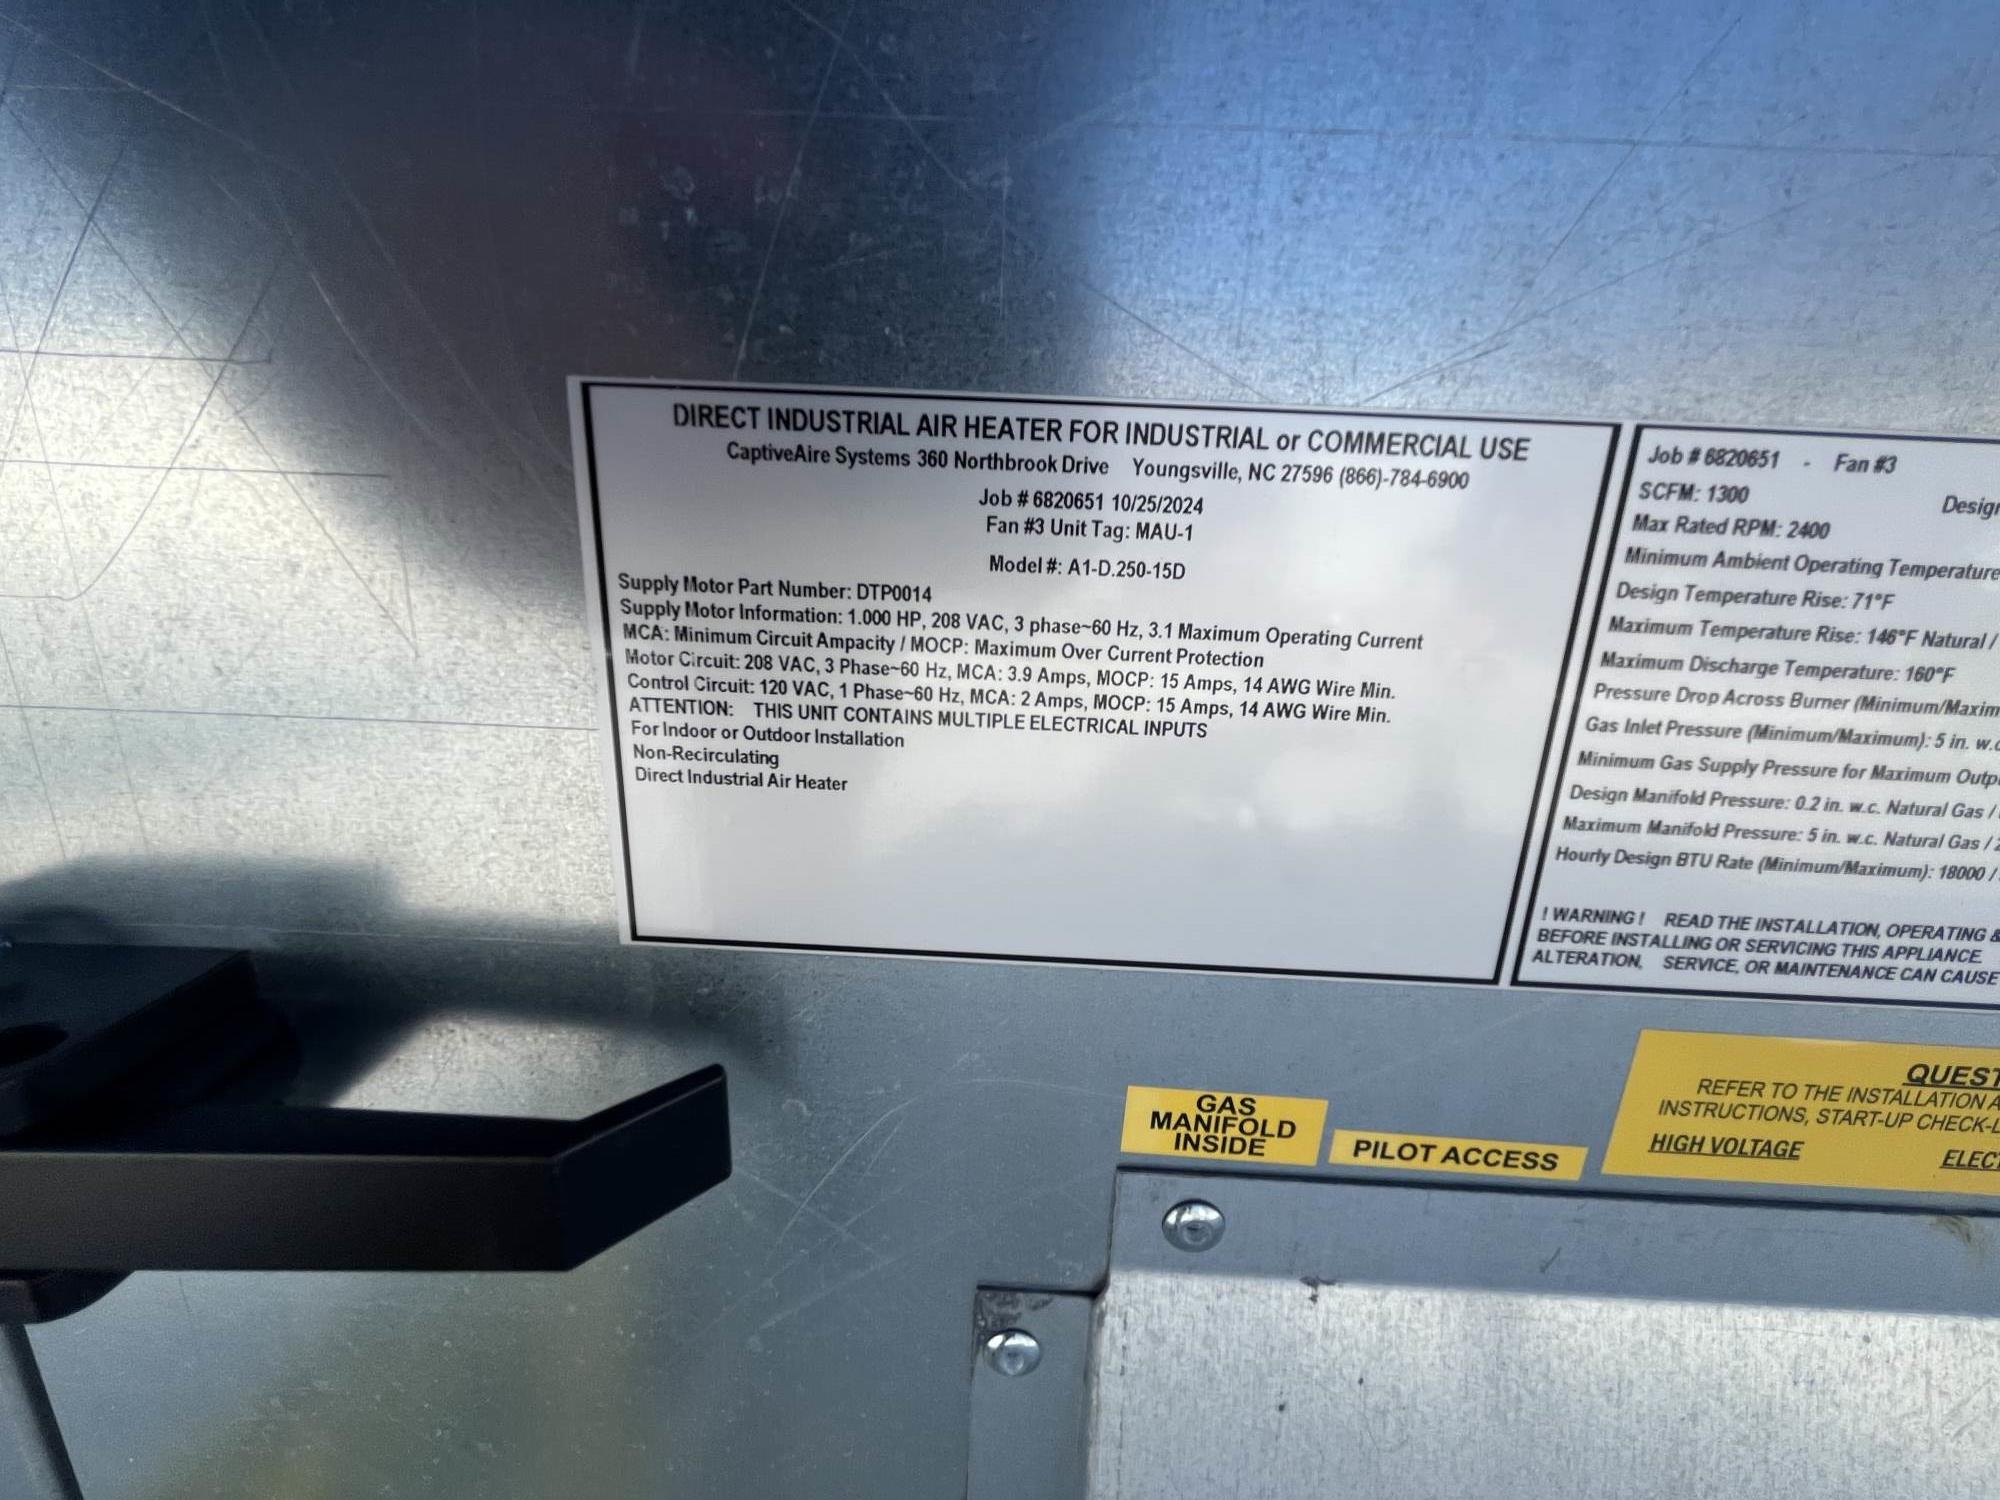 DIRECT INDUSTRIAL AIR HEATER FOR INDUSTRIAL or COMMERCIAL USE
CaptiveAire Systems 360 Northbrook Drive Youngsville, NC 27596 (866)-784-6900
Job # 6820651 10/25/2024
Fan #3 Unit Tag: MAU-1
Model #: A1-D.250-15D
Supply Motor Part Number: DTP0014
Supply Motor Information: 1.000 HP, 208 VAC, 3 phase~60 Hz, 3.1 Maximum Operating Current
MCA: Minimum Circuit Ampacity / MOCP: Maximum Over Current Protection
Motor Circuit: 208 VAC, 3 Phase~60 Hz, MCA: 3.9 Amps, MOCP: 15 Amps, 14 AWG Wire Min.
Control Circuit: 120 VAC, 1 Phase~60 Hz, MCA: 2 Amps, MOCP: 15 Amps, 14 AWG Wire Min.
ATTENTION: THIS UNIT CONTAINS MULTIPLE ELECTRICAL INPUTS
For Indoor or Outdoor Installation
Non-Recirculating
Direct Industrial Air Heater
Job # 6820651 - Fan #3
SCFM: 1300 Design
Max Rated RPM: 2400
Minimum Ambient Operating Temperature
Design Temperature Rise: 71°F
Maximum Temperature Rise: 146°F Natural /
Maximum Discharge Temperature: 160°F
Pressure Drop Across Burner (Minimum/Maxim
Gas Inlet Pressure (Minimum/Maximum): 5 in. w.c
Minimum Gas Supply Pressure for Maximum Outp
Design Manifold Pressure: 0.2 in. w.c. Natural Gas /
Maximum Manifold Pressure: 5 in. w.c. Natural Gas / 2
Hourly Design BTU Rate (Minimum/Maximum): 18000 /
! WARNING ! READ THE INSTALLATION, OPERATING &
BEFORE INSTALLING OR SERVICING THIS APPLIANCE.
ALTERATION, SERVICE, OR MAINTENANCE CAN CAUSE
GAS
MANIFOLD
INSIDE
PILOT ACCESS
QUEST
REFER TO THE INSTALLATION A
INSTRUCTIONS, START-UP CHECK-L
HIGH VOLTAGE ELEC